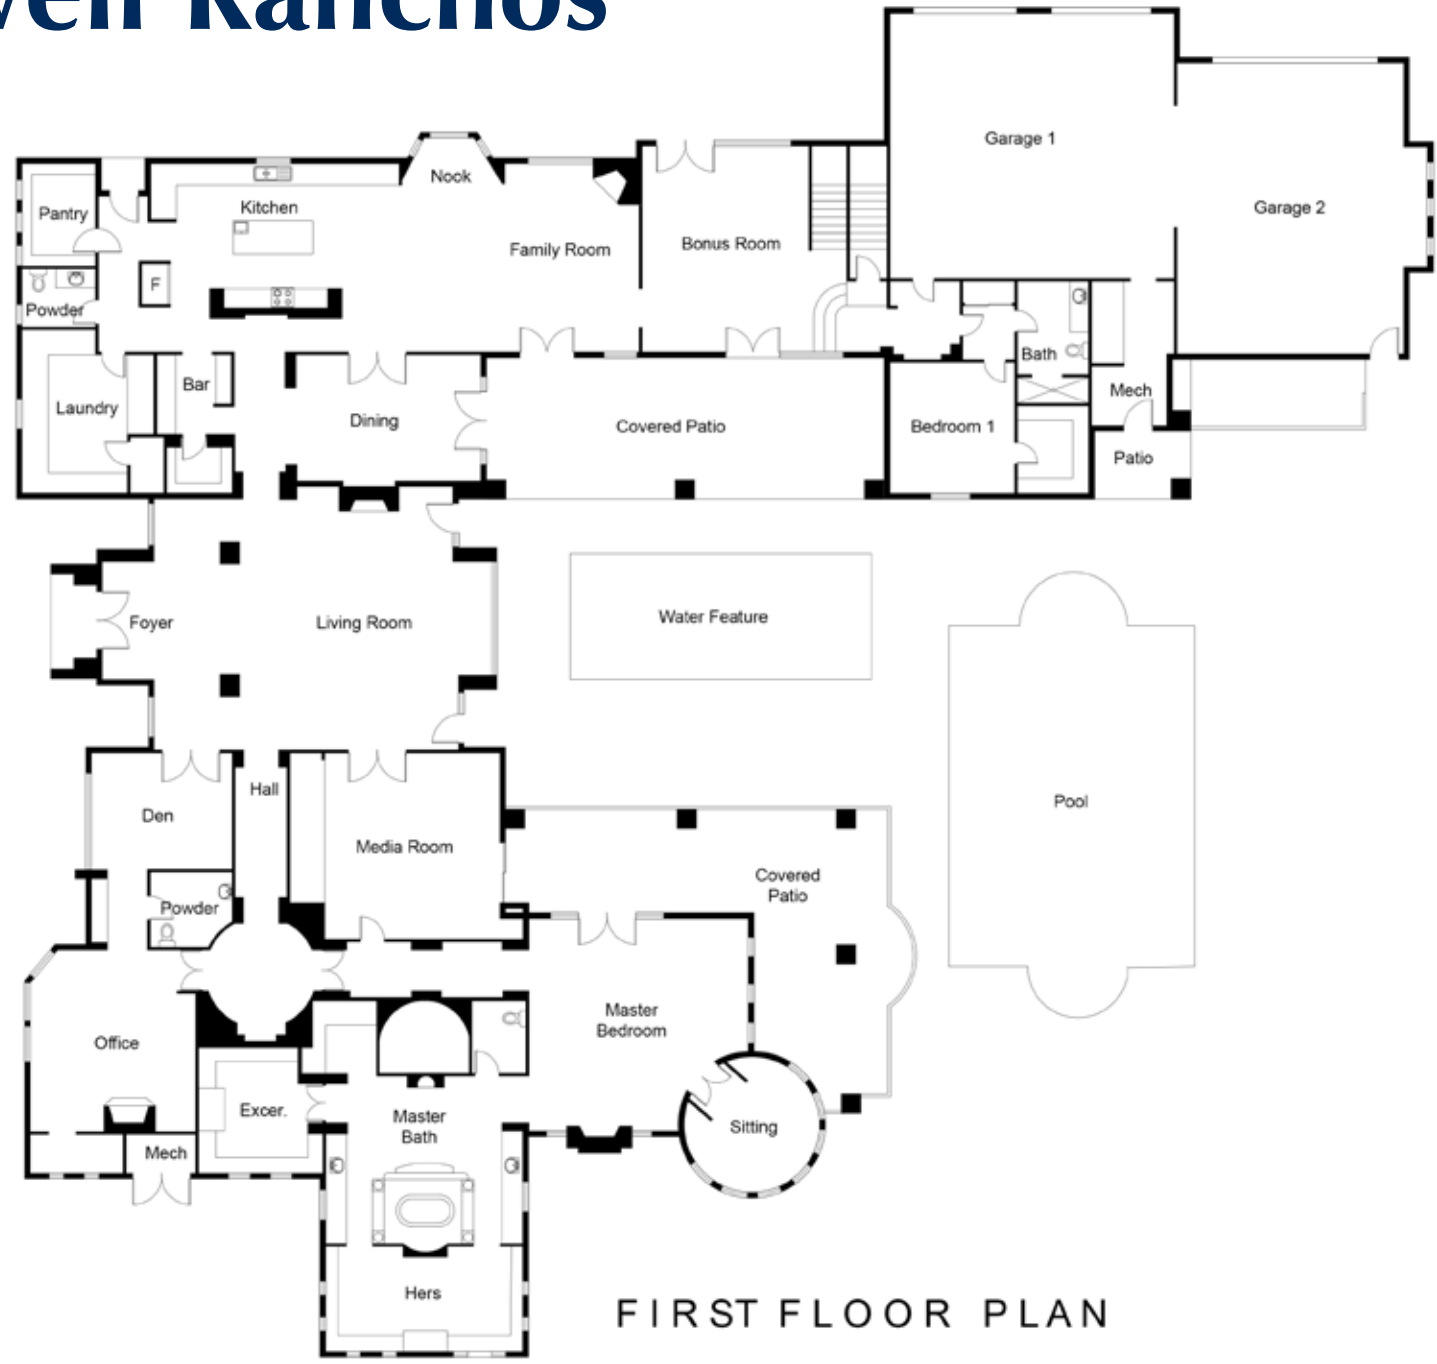 Ranchos
Garage 1
Garage 2
Nook
Pantry
Kitchen
Family Room
Bonus Room
F
Powder
Bath
Bar
Laundry
Dining
Covered Patio
Bedroom 1
Mech
Patio
Foyer
Living Room
Water Feature
Hall
Den
Media Room
Pool
Covered
Patio
Powder
Master
Bedroom
Office
Excer.
Master
Bath
Sitting
Mech
Hers
FIRST FLOOR PLAN